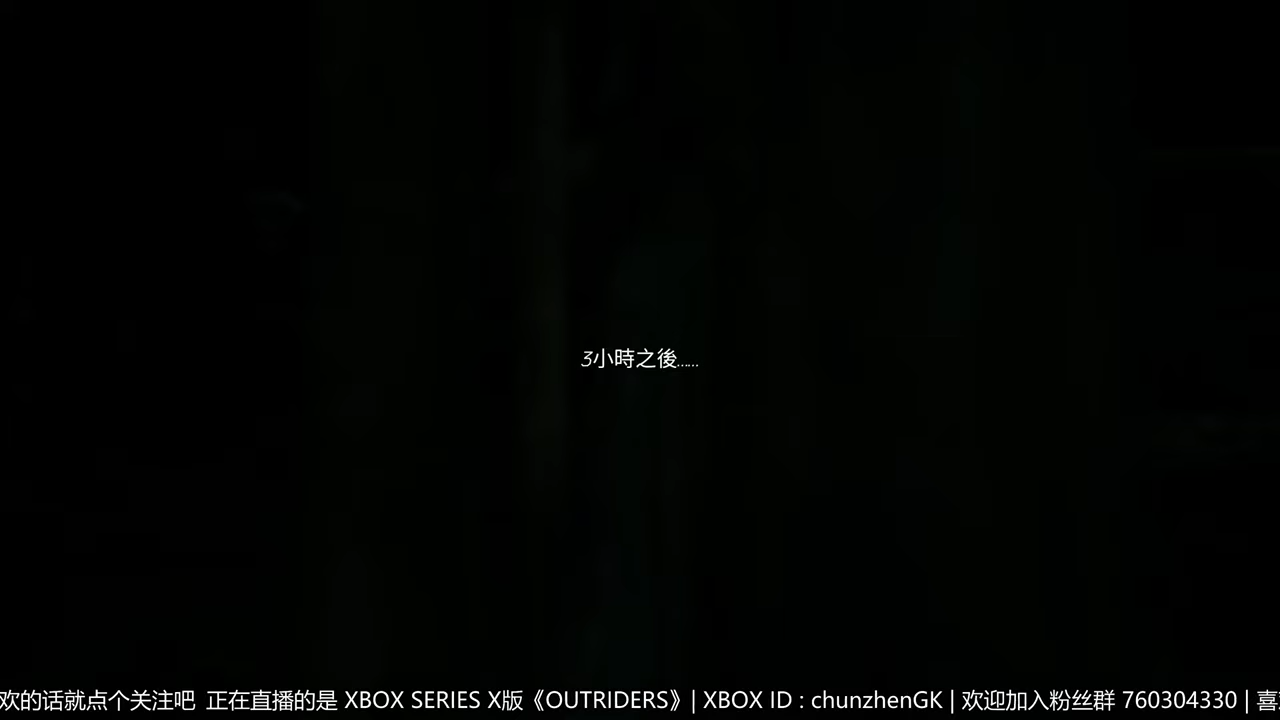 3小時之後……
欢的话就点个关注吧 正在直播的是 XBOX SERIES X版《OUTRIDERS》| XBOX ID : chunzhenGK | 欢迎加入粉丝群 760304330 | 喜